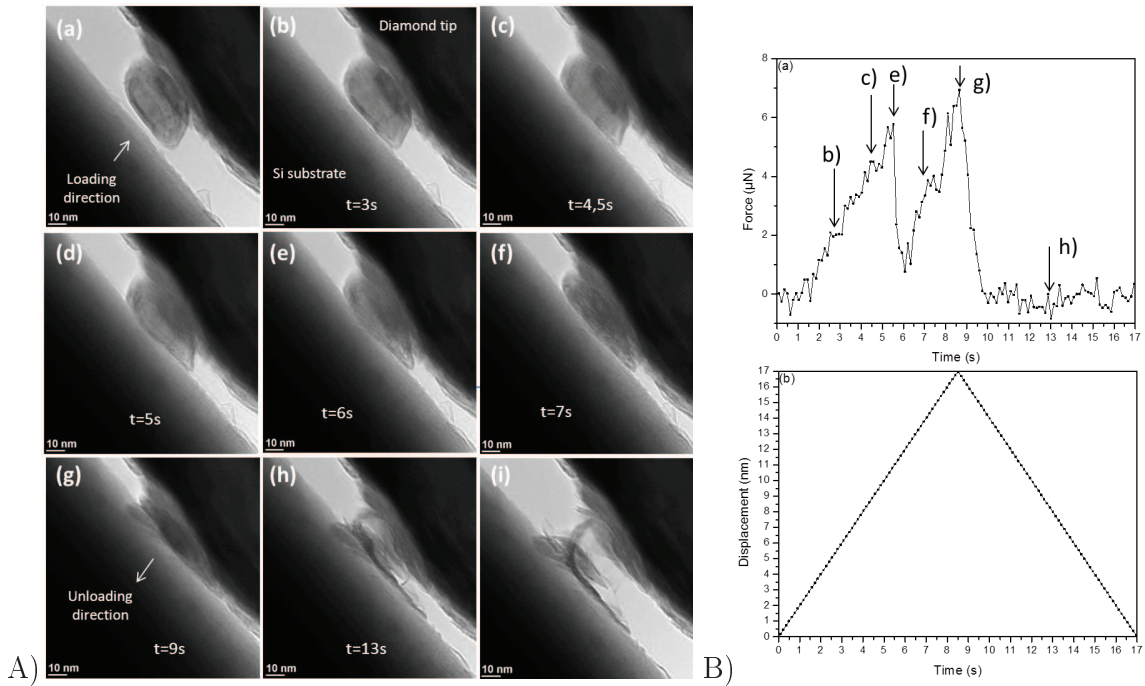 (a)
Loading
direction
10 nm
(b)
Diamond tip
Si substrate
t=3s
10 nm
(c)
t=4,5s
10 nm
(d)
t=5s
10 nm
(e)
t=6s
10 nm
(f)
t=7s
10 nm
(g)
Unloading
direction
t=9s
10 nm
(h)
t=13s
10 nm
(i)
10 nm
A)
(a)
8
6
4
2
0
Force (µN)
b)
c)
e)
f)
g)
h)
0 1 2 3 4 5 6 7 8 9 10 11 12 13 14 15 16 17
Time (s)
(b)
17
16
15
14
13
12
11
10
9
8
7
6
5
4
3
2
1
0
Displacement (nm)
0 1 2 3 4 5 6 7 8 9 10 11 12 13 14 15 16 17
Time (s)
B)